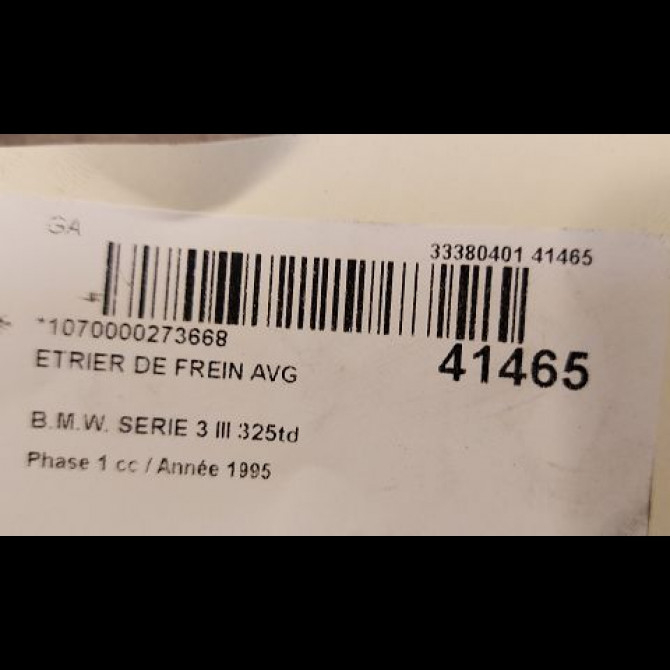 GA
33380401 41465
*1070000273668
41465
ETRIER DE FREIN AVG
B.M.W. SERIE 3 III 325td
Phase 1 cc / Année 1995